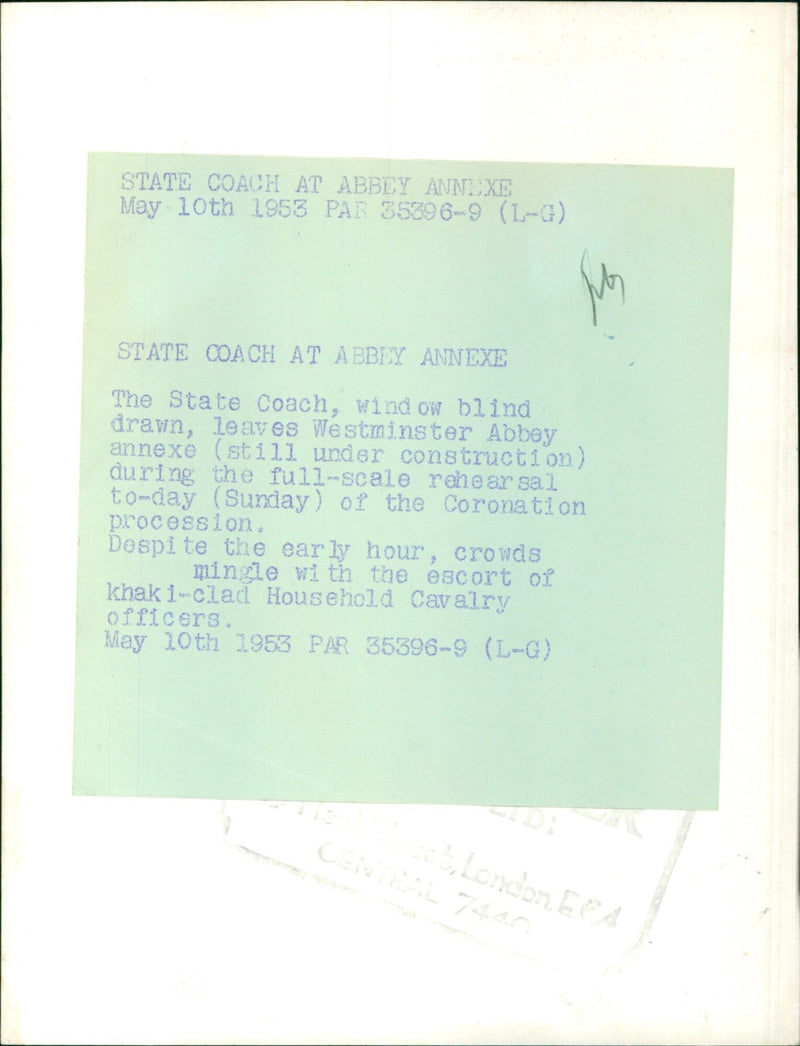 STATE COACH AT ABBEY ANNEXE
May 10th 1953 PAR 35396-9 (L-G)
STATE COACH AT ABBEY ANNEXE
The State Coach, window blind
drawn, leaves Westminster Abbey
annexe (still under construction)
during the full-scale rehearsal
to-day (Sunday) of the Coronation
procession.
Despite the early hour, crowds
mingle with the escort of
khaki-clad Household Cavalry
officers.
May 10th 1953 PAR 35396-9 (L-G)
LTD:
Street, London E.C.4
CENTRAL 7440